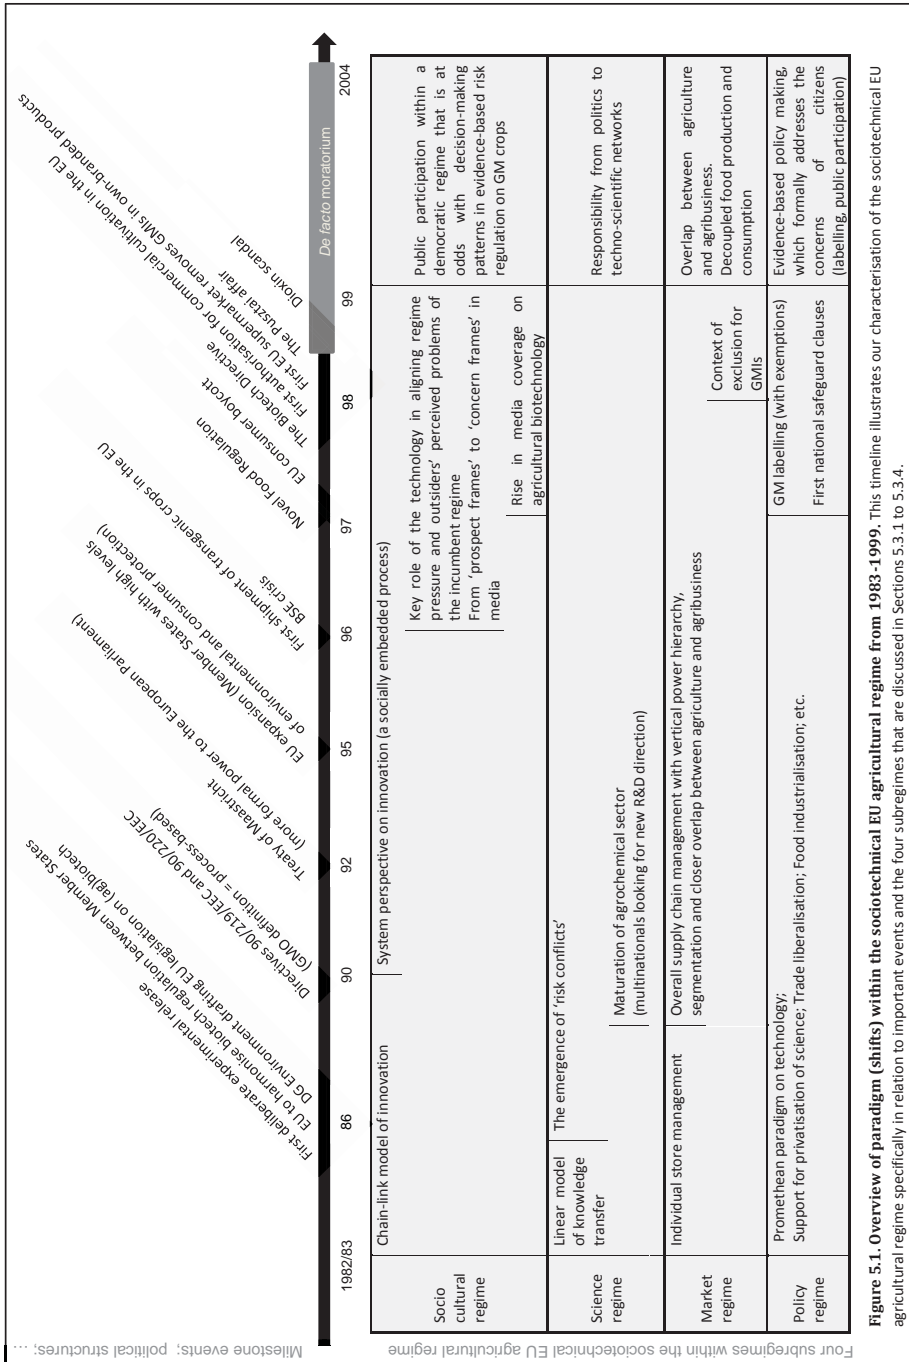 Milestone events; political structures; ...
First deliberate experimental release
EU to harmonise biotech regulation between Member States
DG Environment drafting EU legislation on (ag)biotech
Directives 90/219/EEC and 90/220/EEC
(GMO definition = process-based)
Treaty of Maastricht
(more formal power to the European Parliament)
EU expansion (Member States with high levels
of environmental and consumer protection)
BSE crisis
First shipment of transgenic crops in the EU
Novel Food Regulation
EU consumer boycott
The Biotech Directive
First authorisation for commercial cultivation in the EU
First EU supermarket removes GMIs in own-branded products
The Pusztai affair
Dioxin scandal
De facto moratorium
1982/83
86
90
92
95
96
97
98
99
2004
Four subregimes within the sociotechnical EU agricultural regime
Socio
cultural
regime
Chain-link model of innovation
System perspective on innovation (a socially embedded process)
Key role of the technology in aligning regime
pressure and outsiders' perceived problems of
the incumbent regime
From 'prospect frames' to 'concern frames' in
media
Rise in media coverage on
agricultural biotechnology
Public participation within a
democratic regime that is at
odds with decision-making
patterns in evidence-based risk
regulation on GM crops
Science
regime
Linear model
of knowledge
transfer
The emergence of 'risk conflicts'
Maturation of agrochemical sector
(multinationals looking for new R&D direction)
Responsibility from politics to
techno-scientific networks
Market
regime
Individual store management
Overall supply chain management with vertical power hierarchy,
segmentation and closer overlap between agriculture and agribusiness
Context of
exclusion for
GMIs
Overlap between agriculture
and agribusiness.
Decoupled food production and
consumption
Policy
regime
Promethean paradigm on technology;
Support for privatisation of science; Trade liberalisation; Food industrialisation; etc.
GM labelling (with exemptions)
First national safeguard clauses
Evidence-based policy making,
which formally addresses the
concerns of citizens
(labelling, public participation)
Figure 5.1. Overview of paradigm (shifts) within the sociotechnical EU agricultural regime from 1983-1999. This timeline illustrates our characterisation of the sociotechnical EU
agricultural regime specifically in relation to important events and the four subregimes that are discussed in Sections 5.3.1 to 5.3.4.